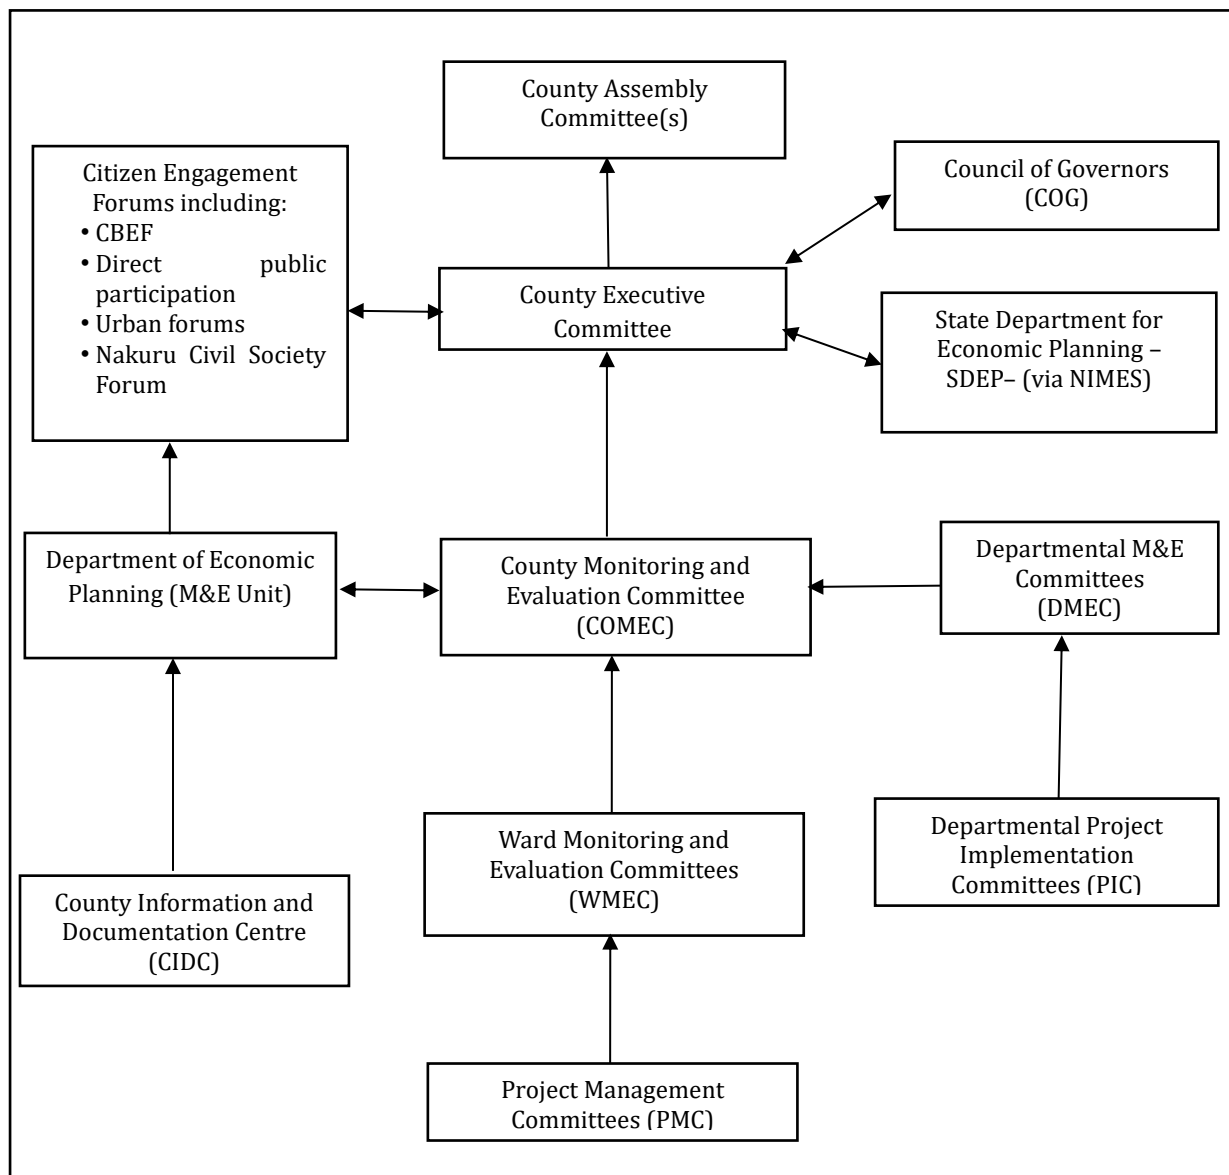 County Assembly
Committee(s)
Citizen Engagement
Forums including:
• CBEF
• Direct public
participation
• Urban forums
• Nakuru Civil Society
Forum
Council of Governors
(COG)
County Executive
Committee
State Department for
Economic Planning –
SDEP– (via NIMES)
Department of Economic
Planning (M&E Unit)
County Monitoring and
Evaluation Committee
(COMEC)
Departmental M&E
Committees
(DMEC)
Ward Monitoring and
Evaluation Committees
(WMEC)
Departmental Project
Implementation
Committees (PIC)
County Information and
Documentation Centre
(CIDC)
Project Management
Committees (PMC)